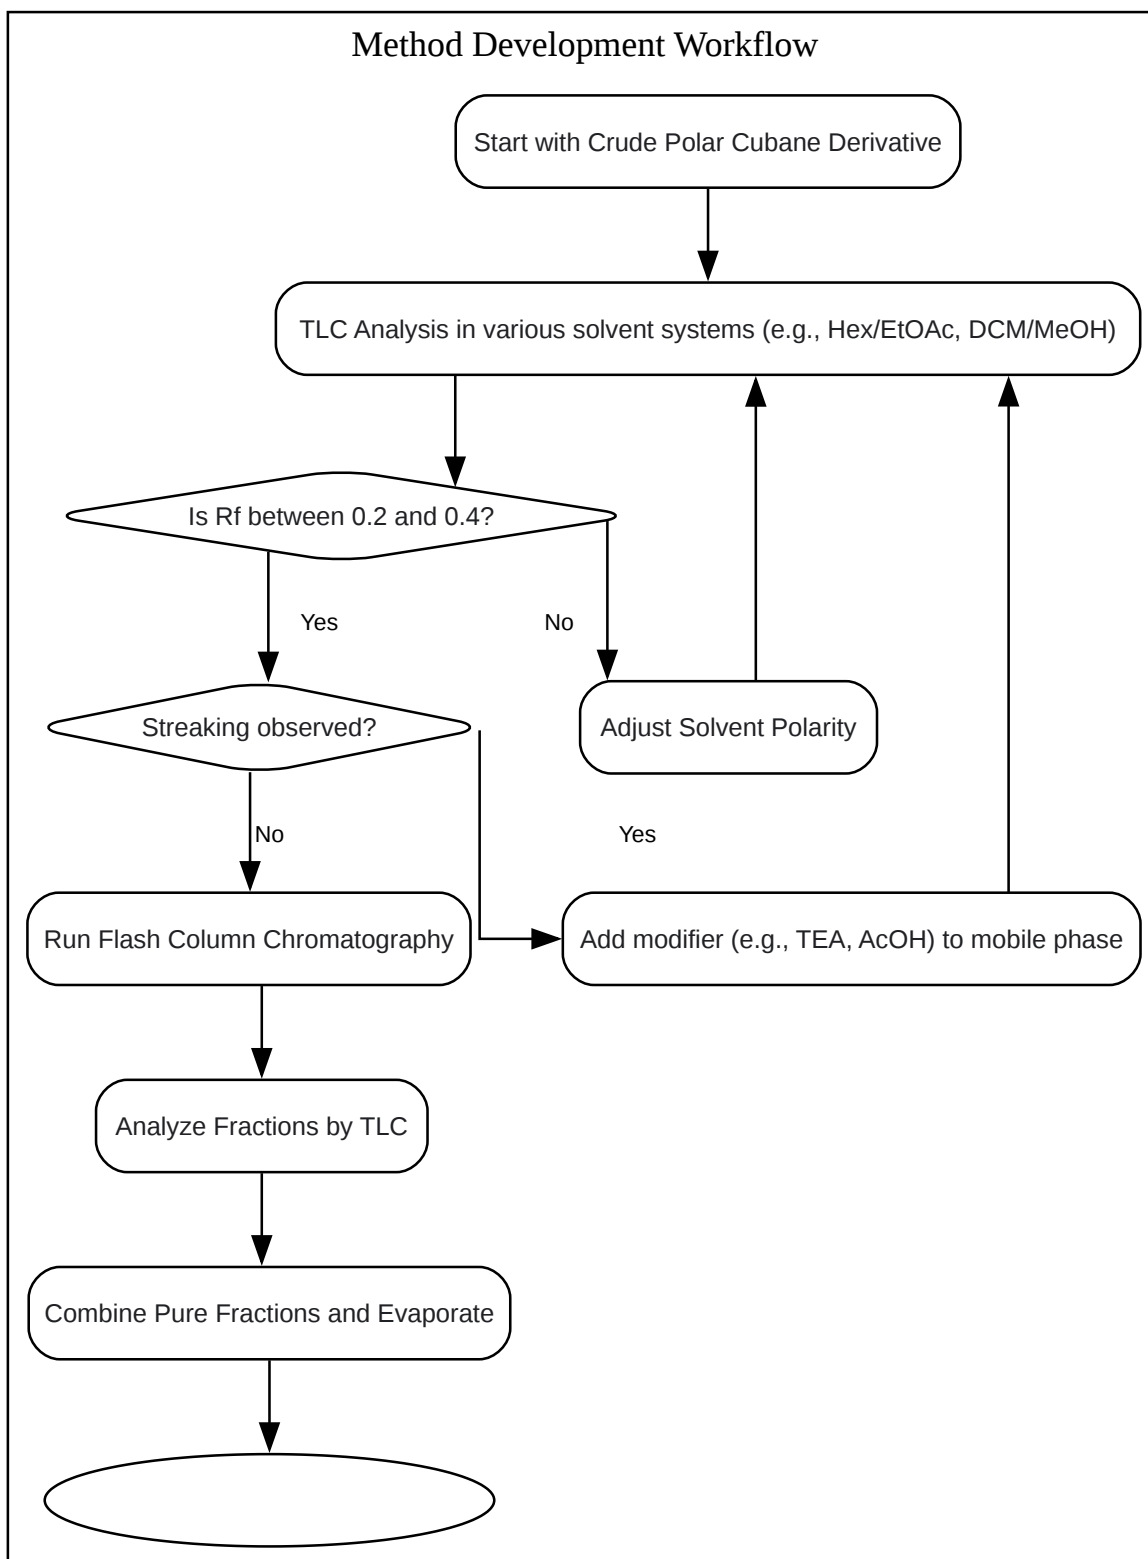 Method Development Workflow
Start with Crude Polar Cubane Derivative
TLC Analysis in various solvent systems (e.g., Hex/EtOAc, DCM/MeOH)
Is Rf between 0.2 and 0.4?
Yes
No
Streaking observed?
Adjust Solvent Polarity
No
Yes
Run Flash Column Chromatography
Add modifier (e.g., TEA, AcOH) to mobile phase
Analyze Fractions by TLC
Combine Pure Fractions and Evaporate